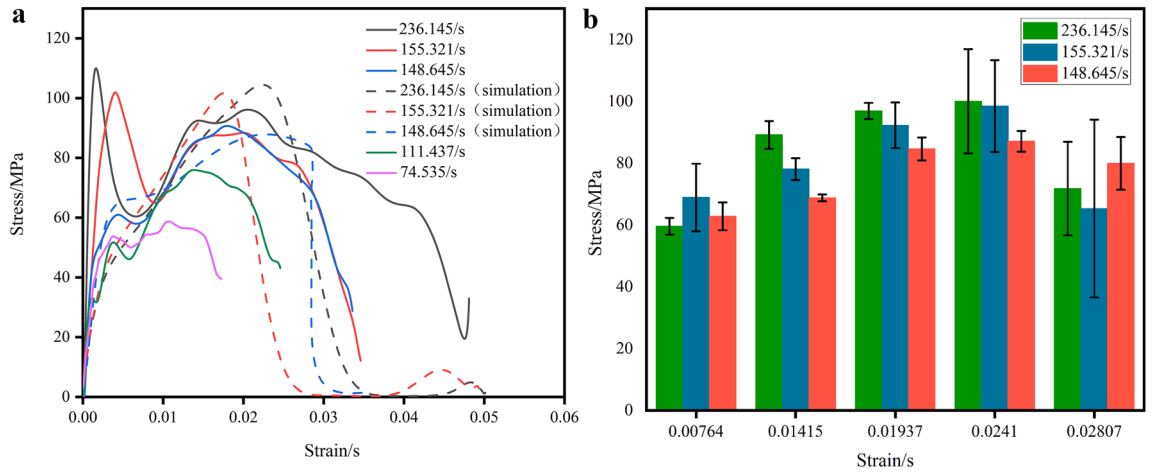 a
120
100
80
60
40
20
0
Stress/MPa
0.00 0.01 0.02 0.03 0.04 0.05 0.06
Strain/s
236.145/s
155.321/s
148.645/s
236.145/s（simulation）
155.321/s（simulation）
148.645/s（simulation）
111.437/s
74.535/s
b
120
100
80
60
40
20
0
Stress/MPa
0.00764 0.01415 0.01937 0.0241 0.02807
Strain/s
236.145/s
155.321/s
148.645/s